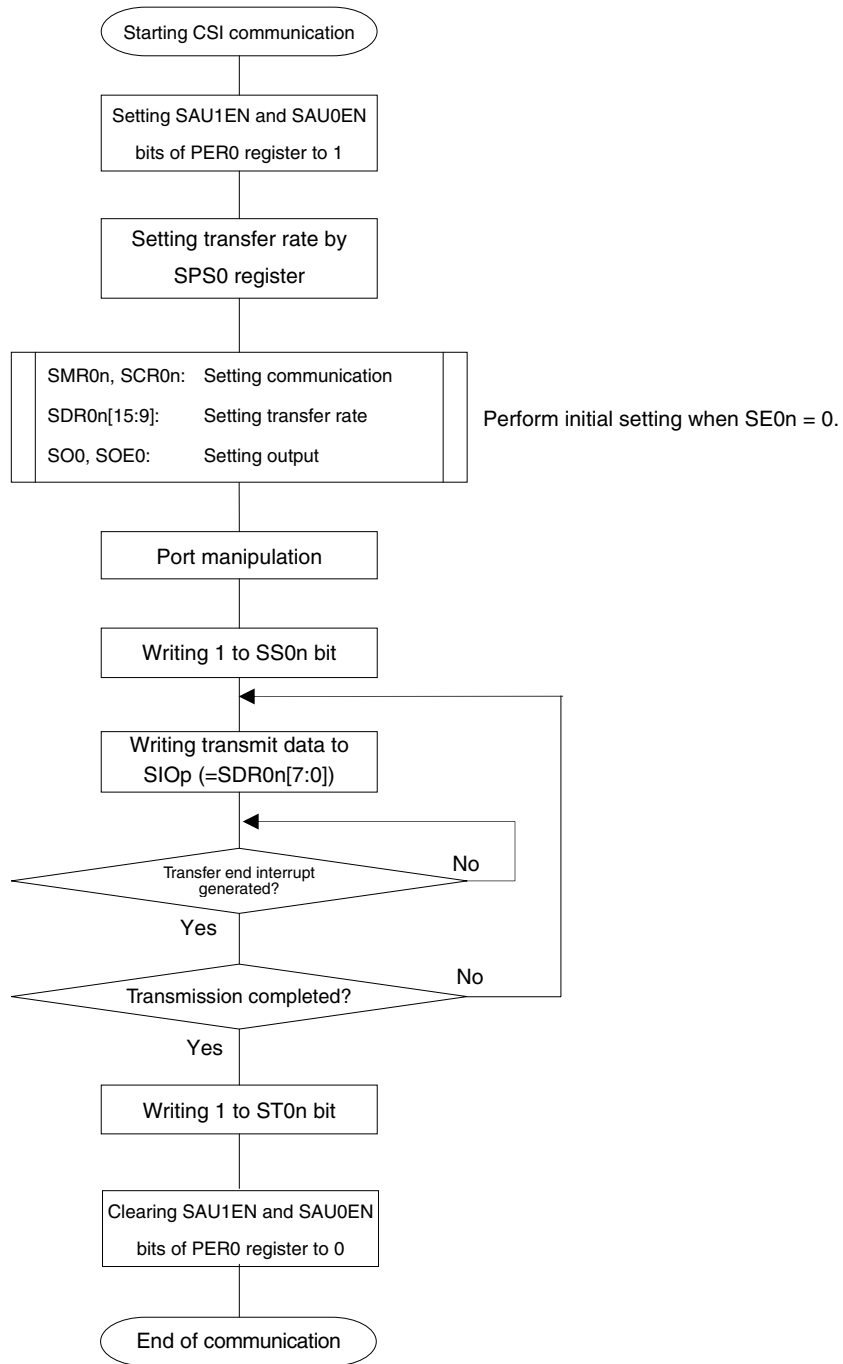 Starting CSI communication
Setting SAU1EN and SAU0EN
bits of PER0 register to 1
Setting transfer rate by
SPS0 register
SMR0n, SCR0n: Setting communication
SDR0n[15:9]: Setting transfer rate
SO0, SOE0: Setting output
Perform initial setting when SE0n = 0.
Port manipulation
Writing 1 to SS0n bit
Writing transmit data to
SIOp (=SDR0n[7:0])
Transfer end interrupt
generated?
No
Yes
Transmission completed?
No
Yes
Writing 1 to ST0n bit
Clearing SAU1EN and SAU0EN
bits of PER0 register to 0
End of communication